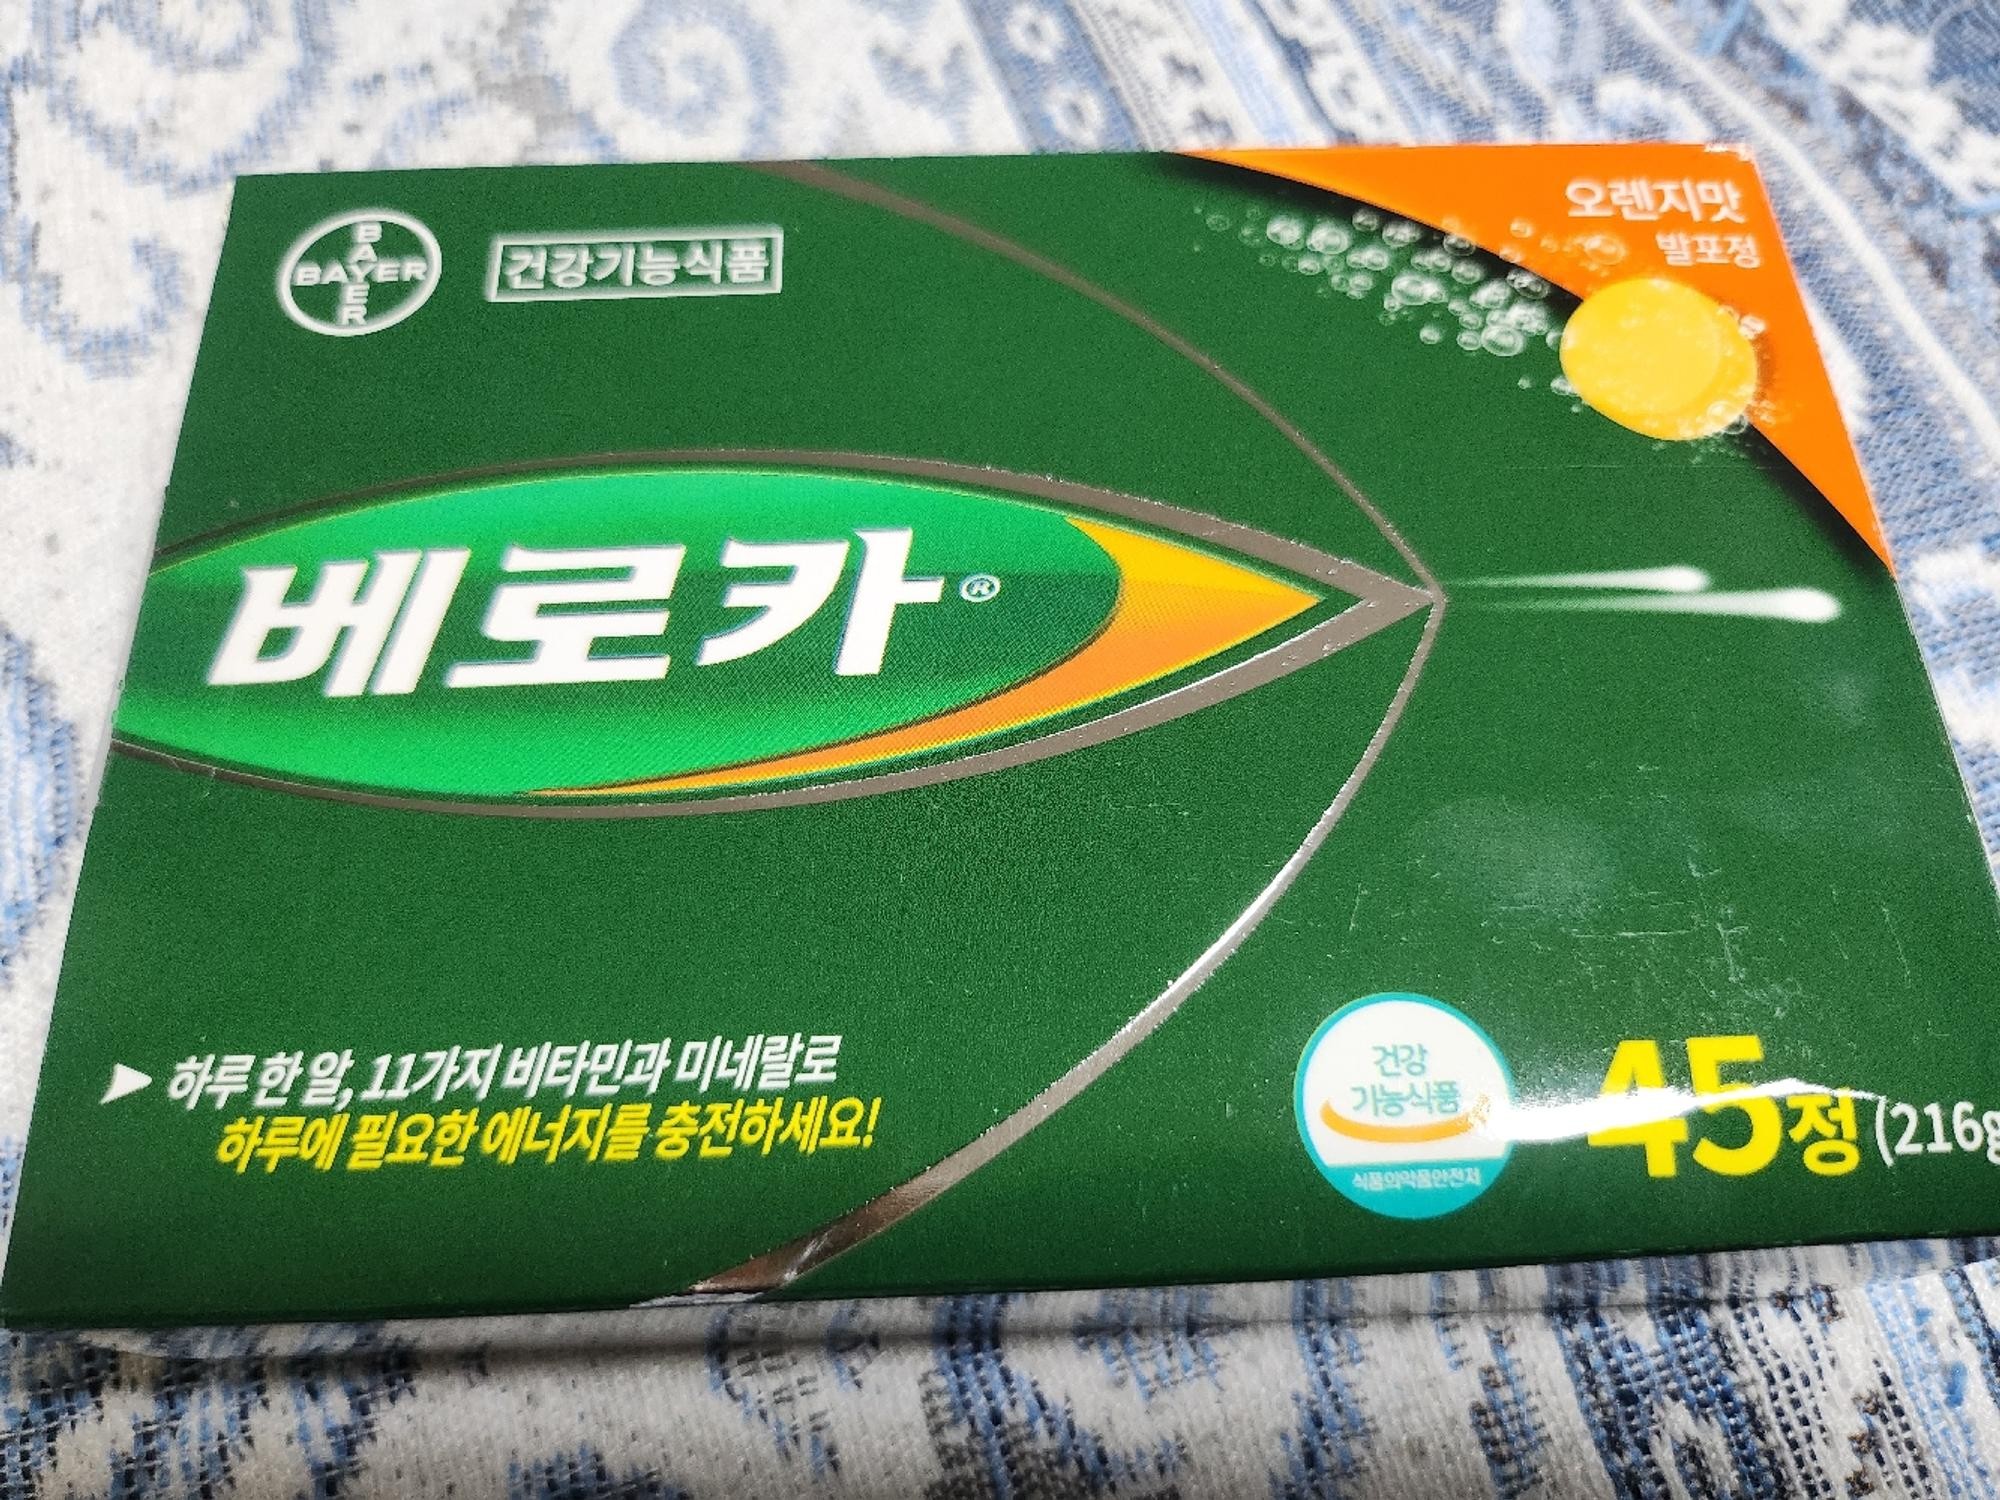 BAYER
BAYER
건강기능식품
오렌지맛
발포정
베로카®
하루 한 알, 11가지 비타민과 미네랄로
하루에 필요한 에너지를 충전하세요!
건강
기능식품
식품의약품안전처
45정 (216g